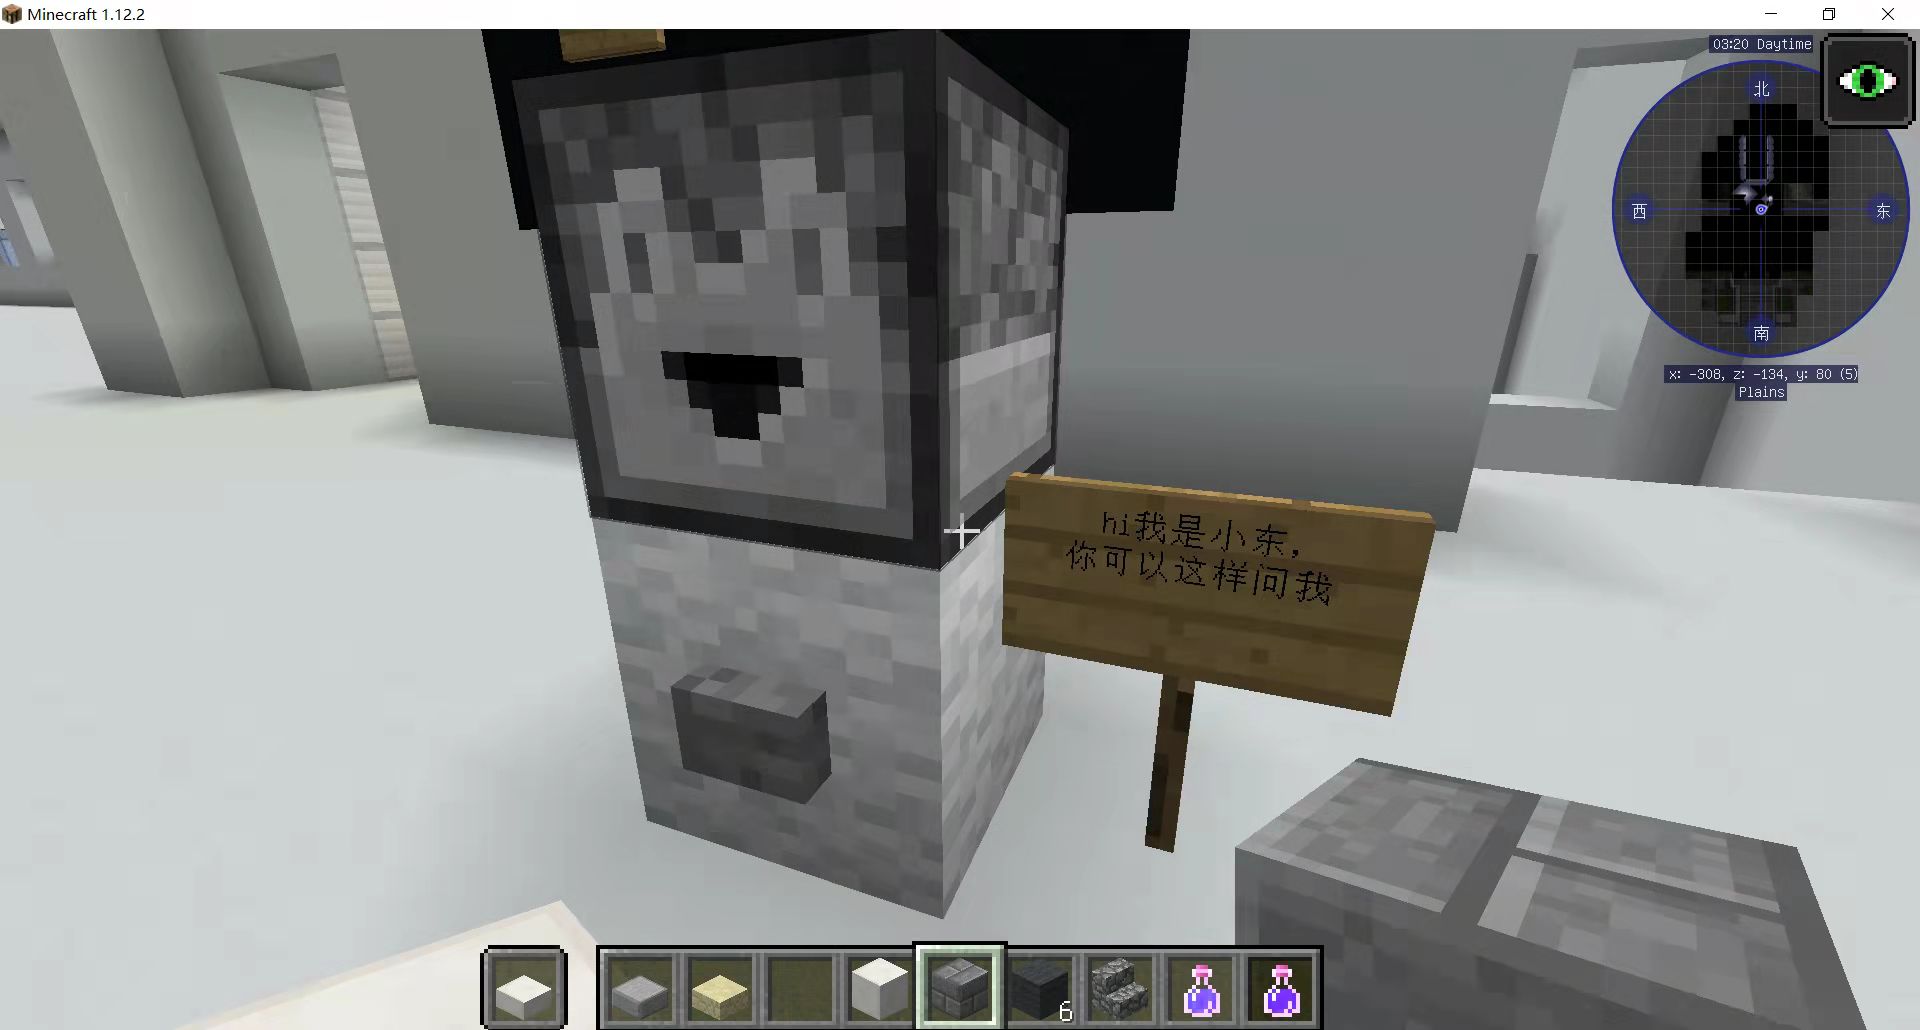 Minecraft 1.12.2
03:20 Daytime
北
西
东
南
x: -308, z: -134, y: 80 (5)
Plains
hi我是小东，
你可以这样问我
6